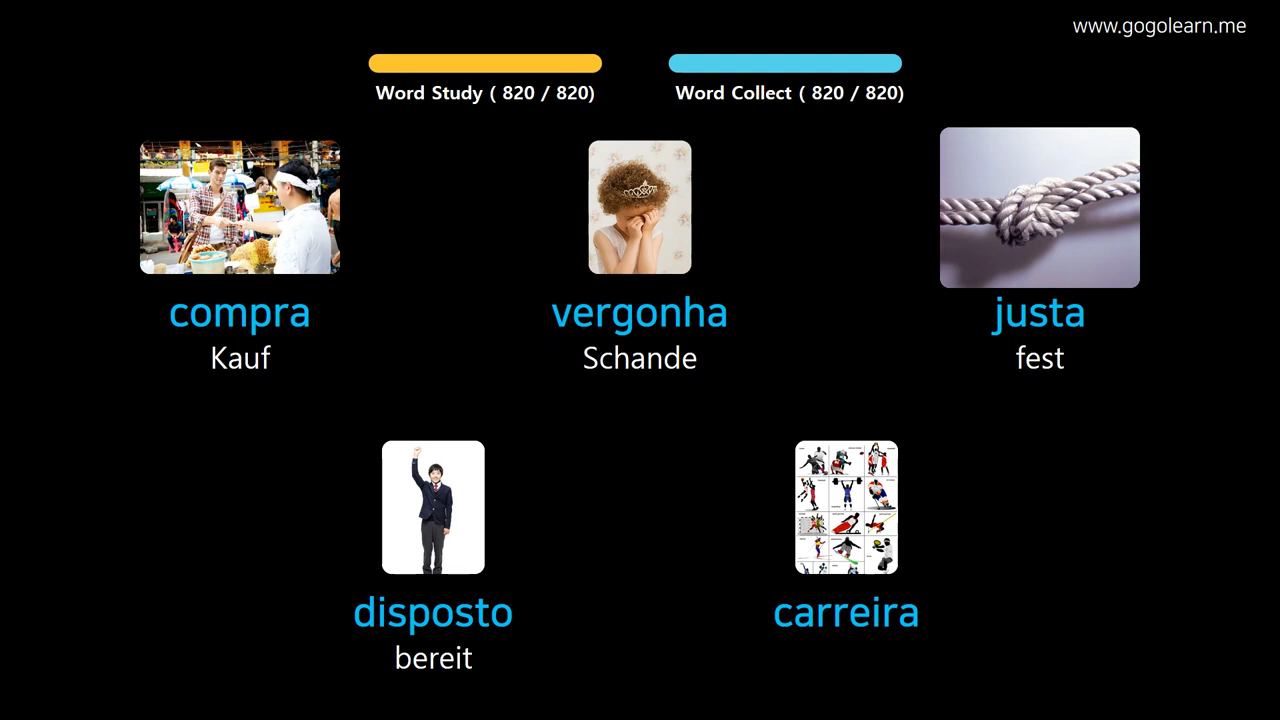 www.gogolearn.me
Word Study ( 820 / 820)
Word Collect ( 820 / 820)
compra
vergonha
justa
Kauf
Schande
fest
disposto
carreira
bereit